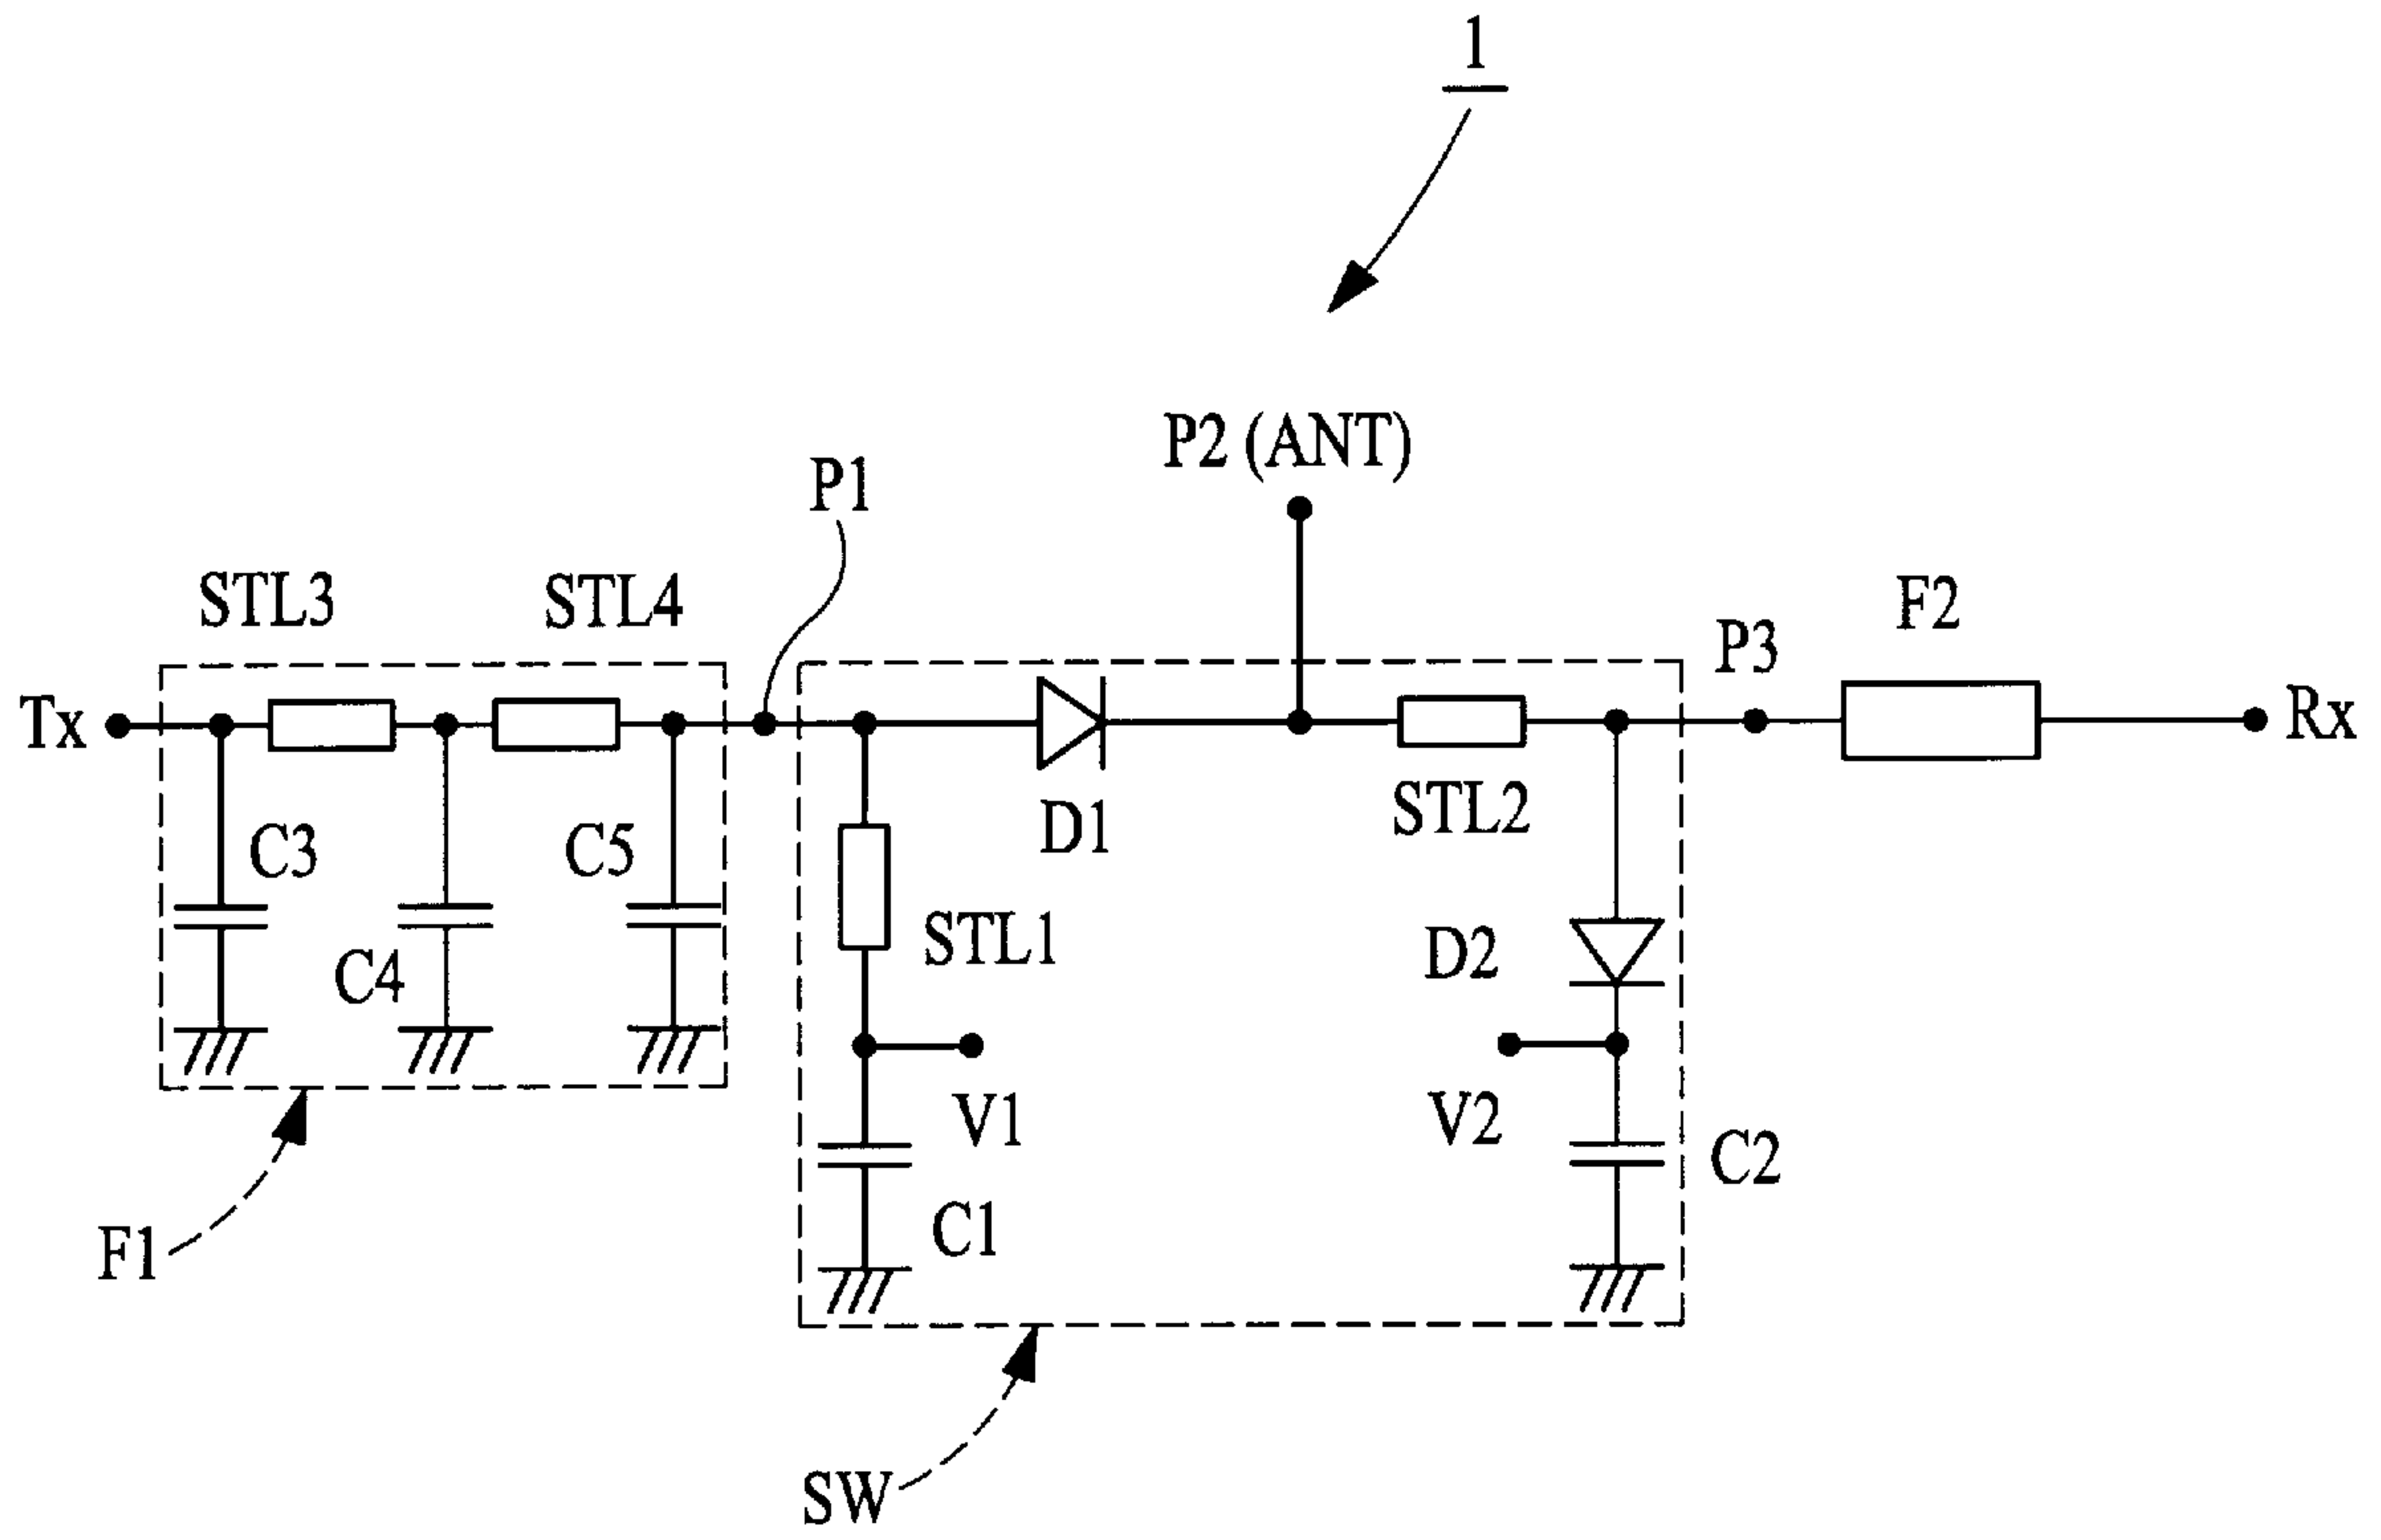 1
P2 (ANT)
P1
STL3
STL4
F2
P3
Tx
Rx
STL2
D1
C3
C5
STL1
D2
C4
V1
V2
C2
C1
F1
SW